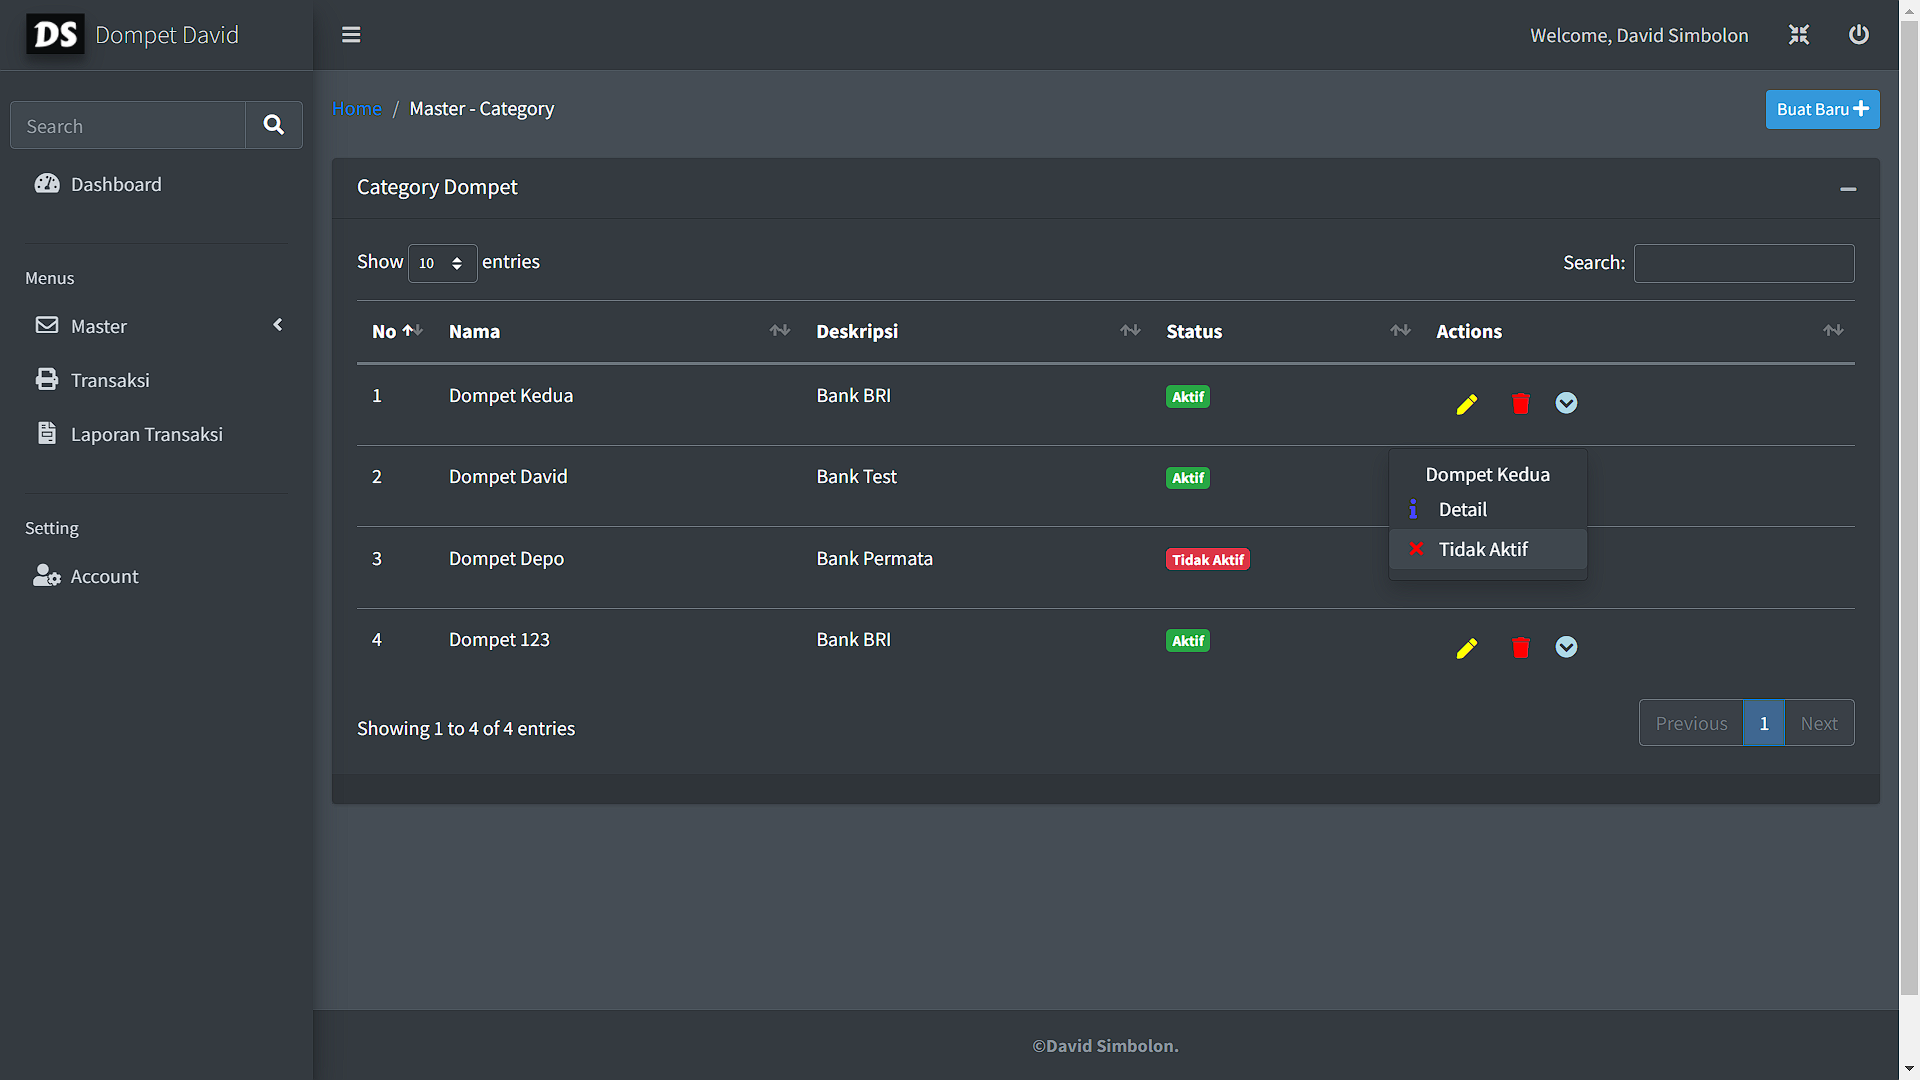 DS Dompet David
Welcome, David Simbolon
Search
Dashboard
Menus
Master
Transaksi
Laporan Transaksi
Setting
Account
Home / Master - Category
Buat Baru
Category Dompet
Show 10 entries
Search:
No Nama Deskripsi Status Actions
1 Dompet Kedua Bank BRI Aktif
2 Dompet David Bank Test Aktif
3 Dompet Depo Bank Permata Tidak Aktif
4 Dompet 123 Bank BRI Aktif
Dompet Kedua
Detail
Tidak Aktif
Showing 1 to 4 of 4 entries
Previous 1 Next
©David Simbolon.